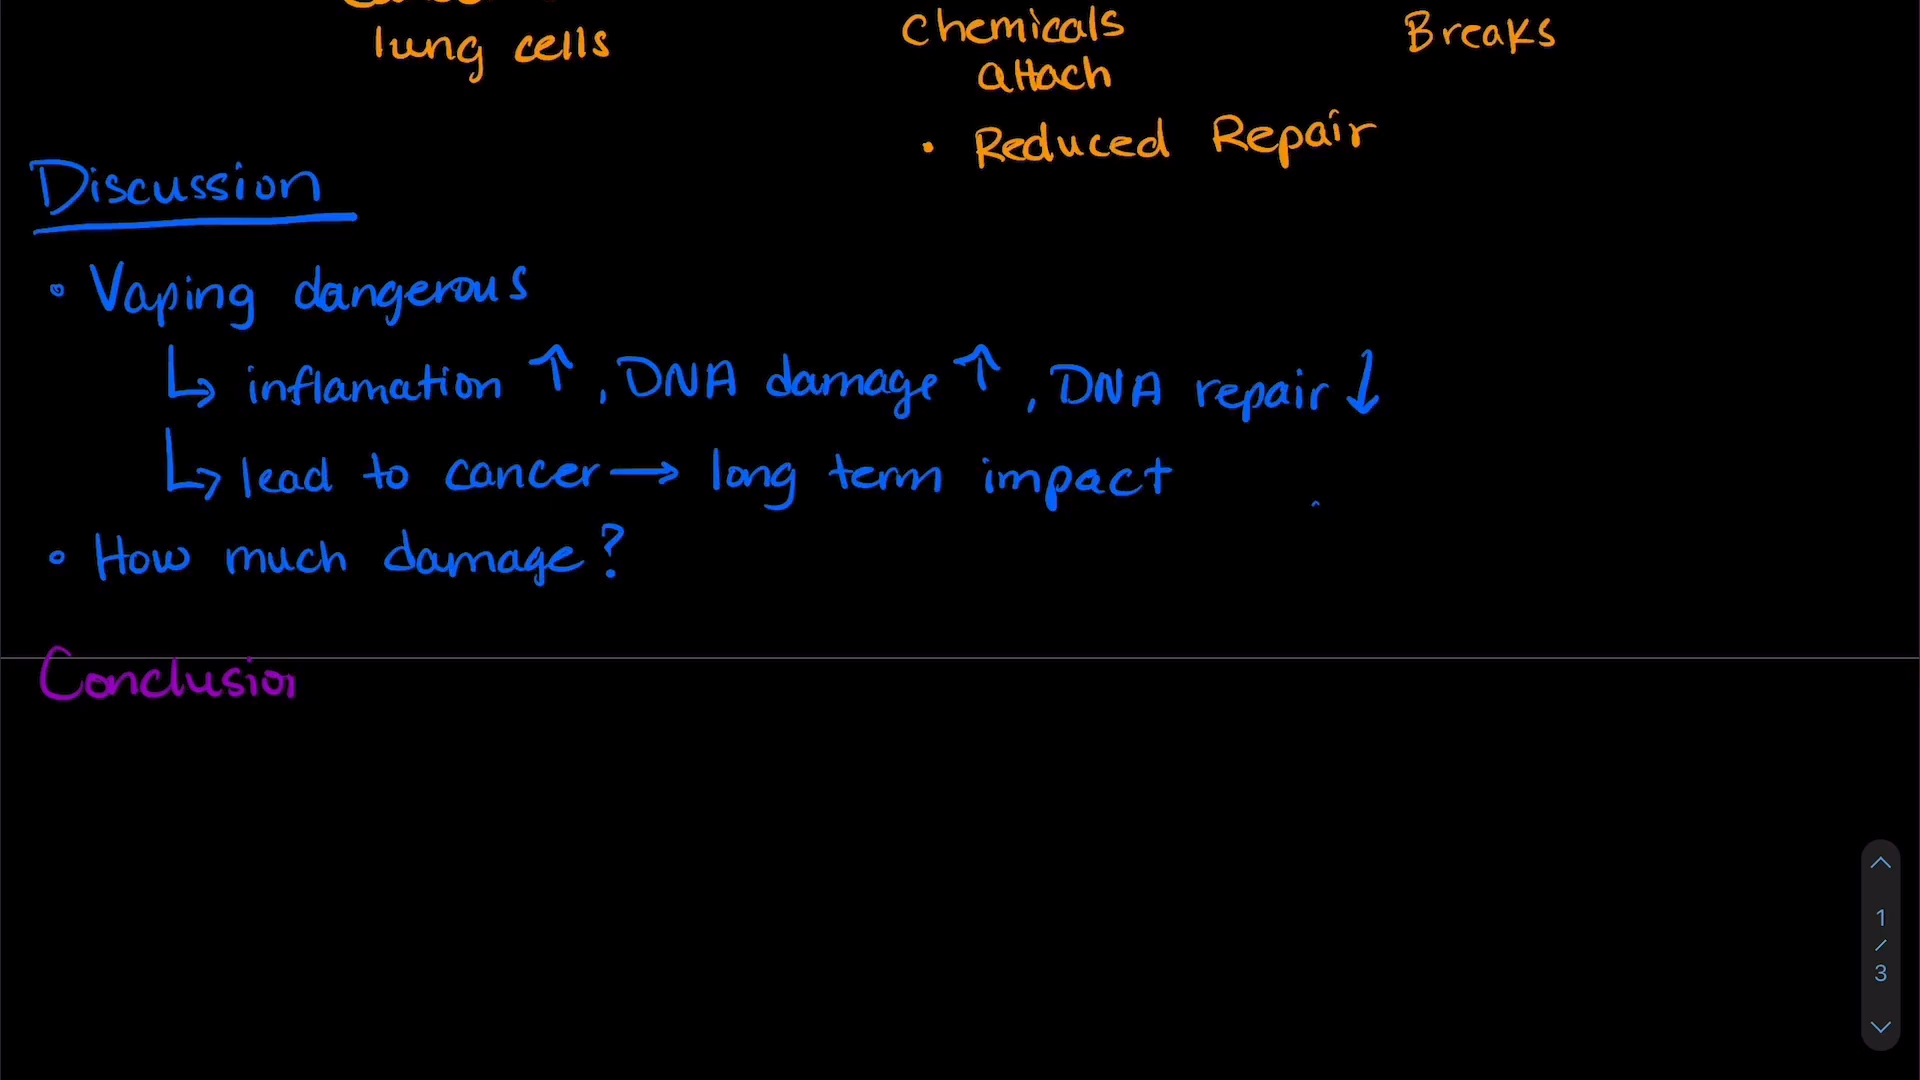 lung cells
Chemicals
attach
Breaks
• Reduced Repair
Discussion
• Vaping dangerous
↳ inflamation ↑, DNA damage ↑, DNA repair ↓
↳ lead to cancer → long term impact
• How much damage?
Conclusion
1
/
3